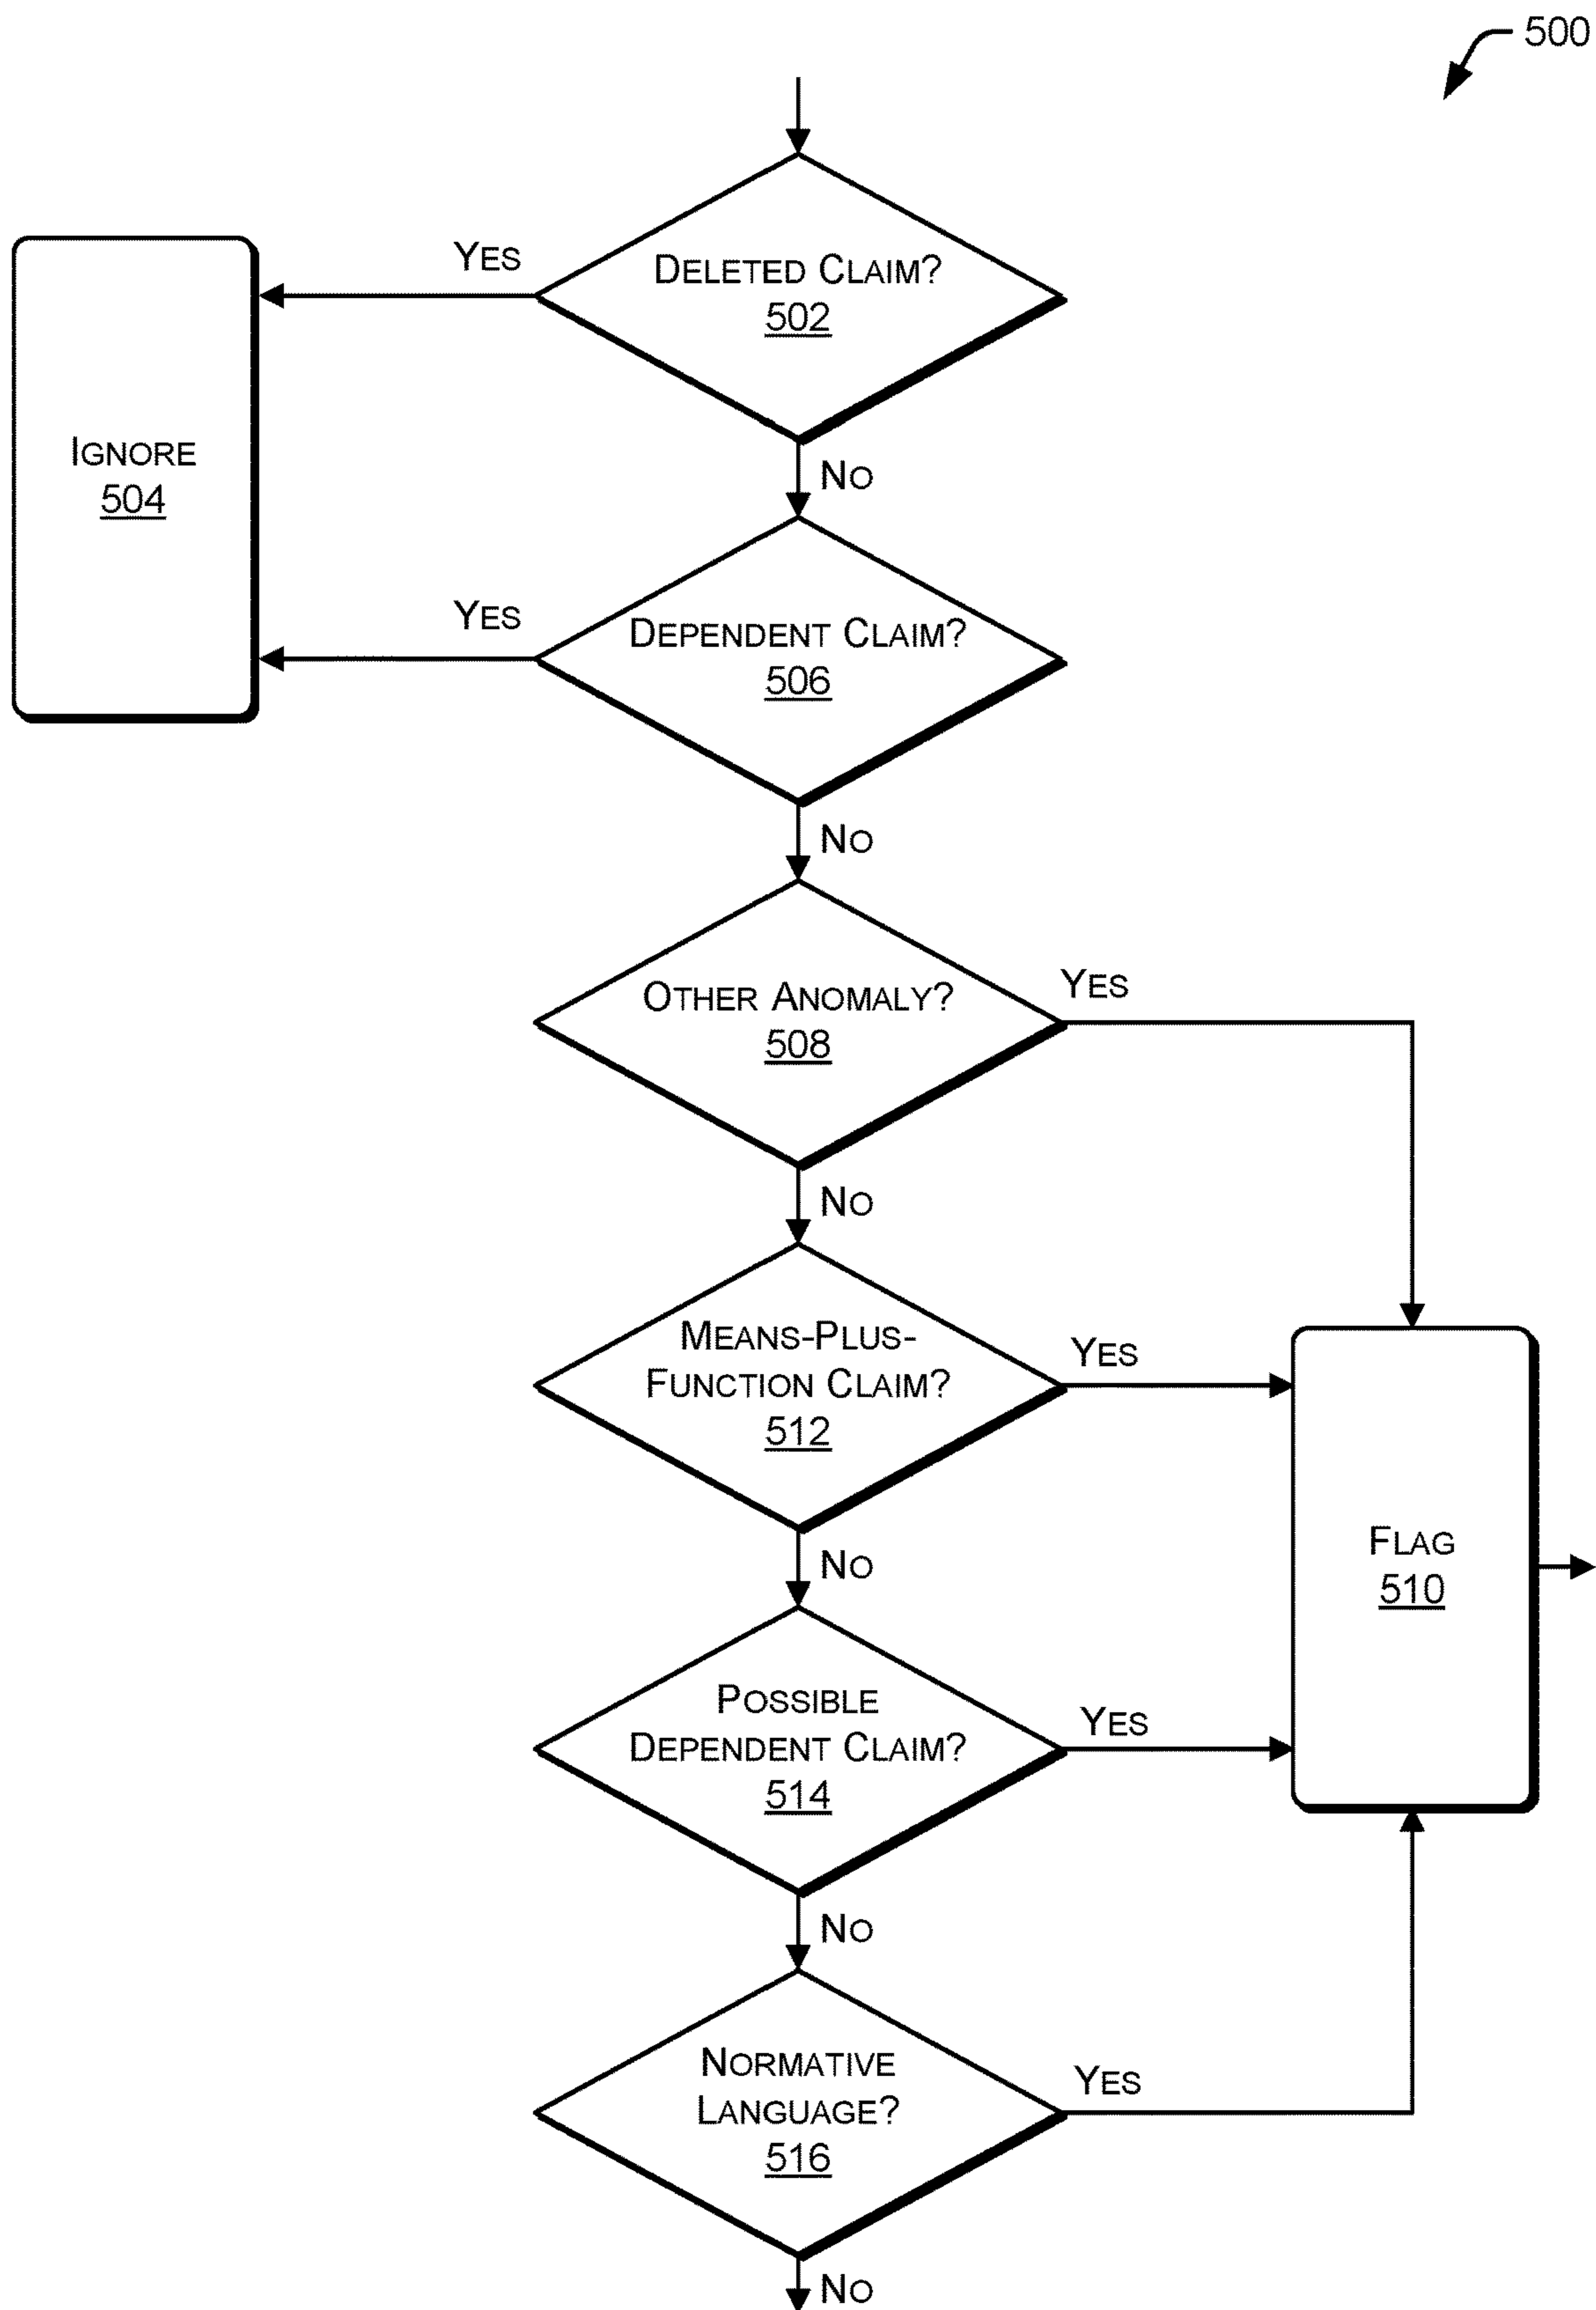 500
DELETED CLAIM?
502
YES
NO
IGNORE
504
DEPENDENT CLAIM?
506
YES
NO
OTHER ANOMALY?
508
YES
NO
MEANS-PLUS-
FUNCTION CLAIM?
512
YES
NO
FLAG
510
POSSIBLE
DEPENDENT CLAIM?
514
YES
NO
NORMATIVE
LANGUAGE?
516
YES
NO